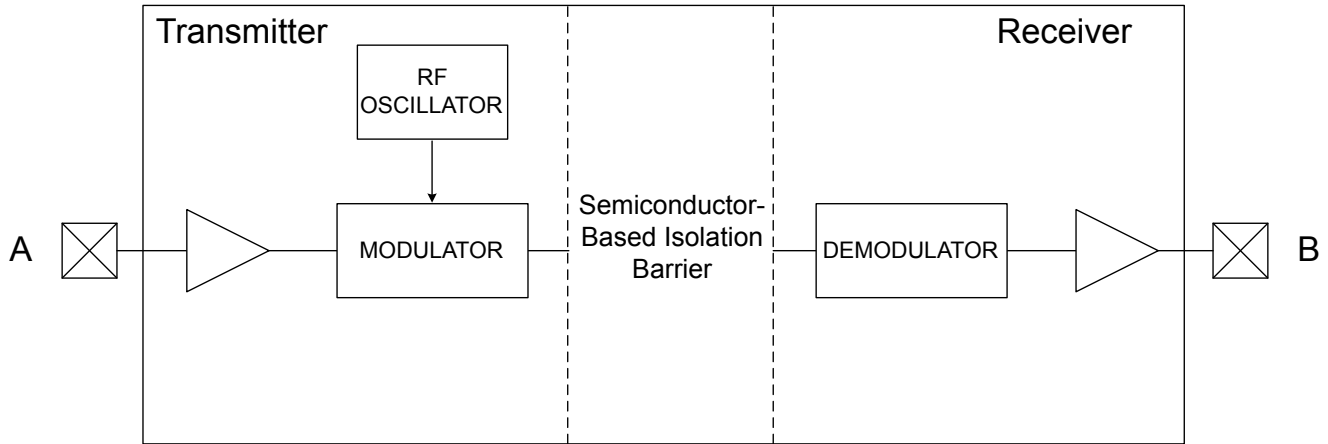 Transmitter
Receiver
RF
OSCILLATOR
A
MODULATOR
Semiconductor-
Based Isolation
Barrier
DEMODULATOR
B